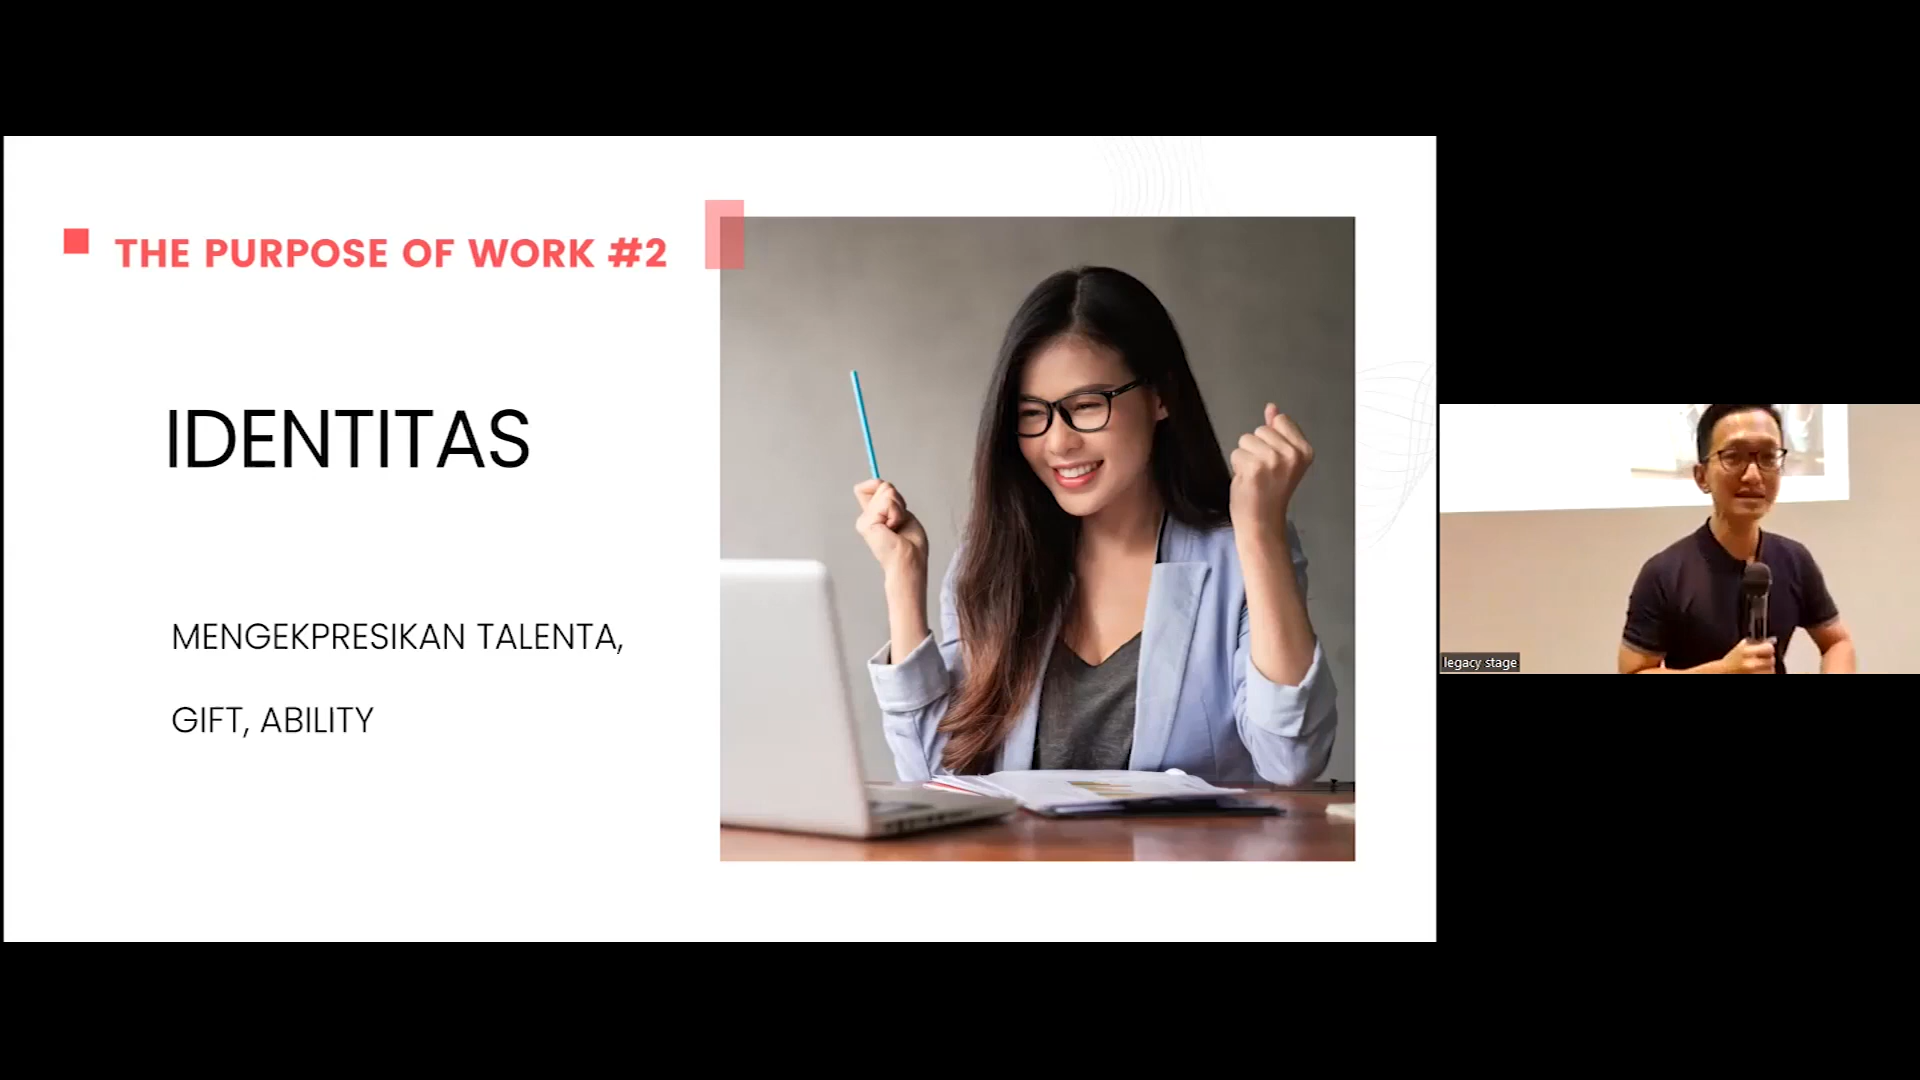 THE PURPOSE OF WORK #2
IDENTITAS
MENGEKPRESIKAN TALENTA,
GIFT, ABILITY
legacy stage